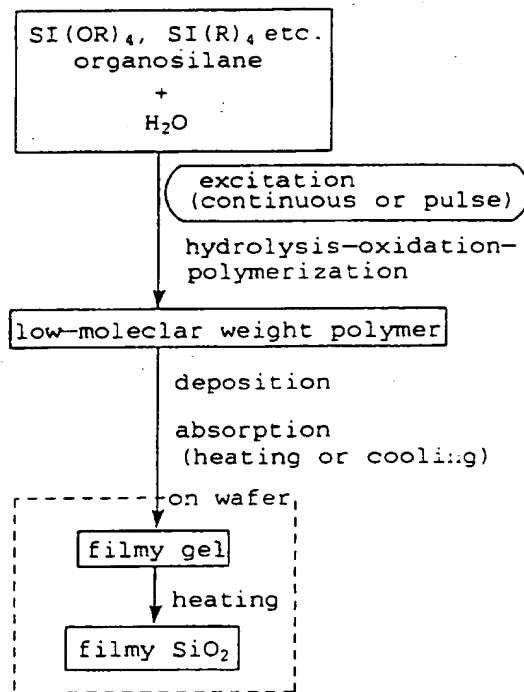 SI(OR)₄, SI(R)₄ etc.
organosilane
+
H₂O
excitation
(continuous or pulse)
hydrolysis-oxidation-
polymerization
low-moleclar weight polymer
deposition
absorption
(heating or cooling)
on wafer
filmy gel
heating
filmy SiO₂